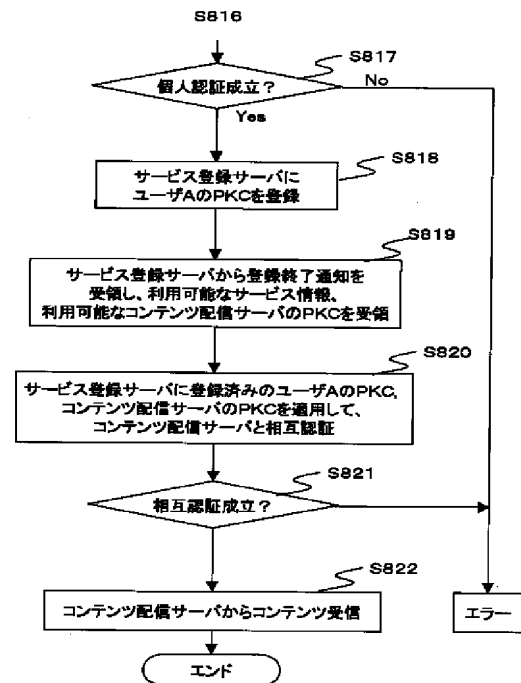 S816
S817
個人認証成立？
No
Yes
S818
サービス登録サーバに
ユーザAのPKCを登録
S819
サービス登録サーバから登録終了通知を
受領し、利用可能なサービス情報、
利用可能なコンテンツ配信サーバのPKCを受領
S820
サービス登録サーバに登録済みのユーザAのPKC,
コンテンツ配信サーバのPKCを適用して、
コンテンツ配信サーバと相互認証
S821
相互認証成立？
S822
コンテンツ配信サーバからコンテンツ受信
エラー
エンド